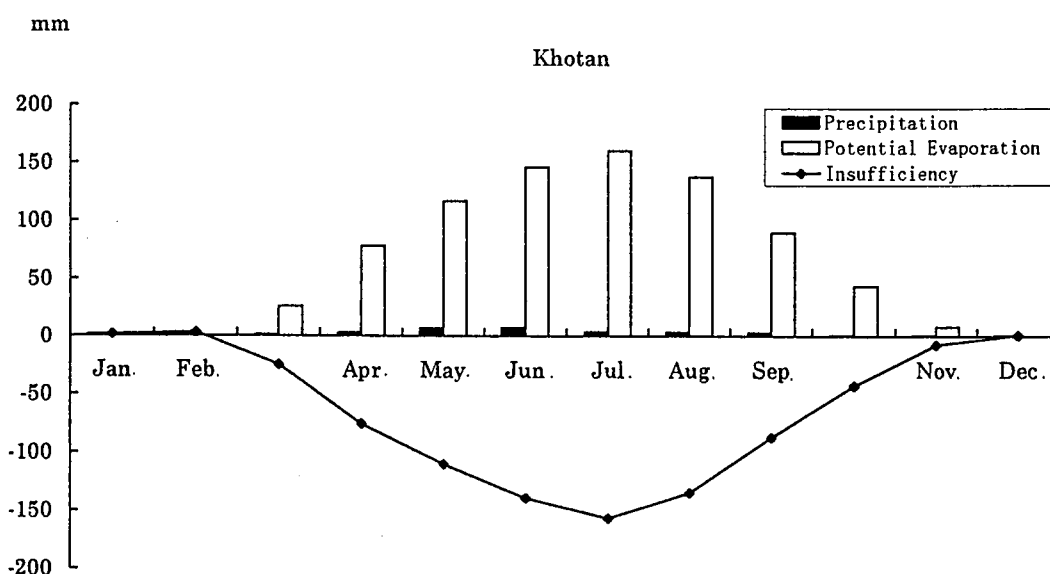 mm
Khotan
200
150
100
50
0
-50
-100
-150
-200
Precipitation
Potential Evaporation
Insufficiency
Jan. Feb. Apr. May. Jun. Jul. Aug. Sep. Nov. Dec.